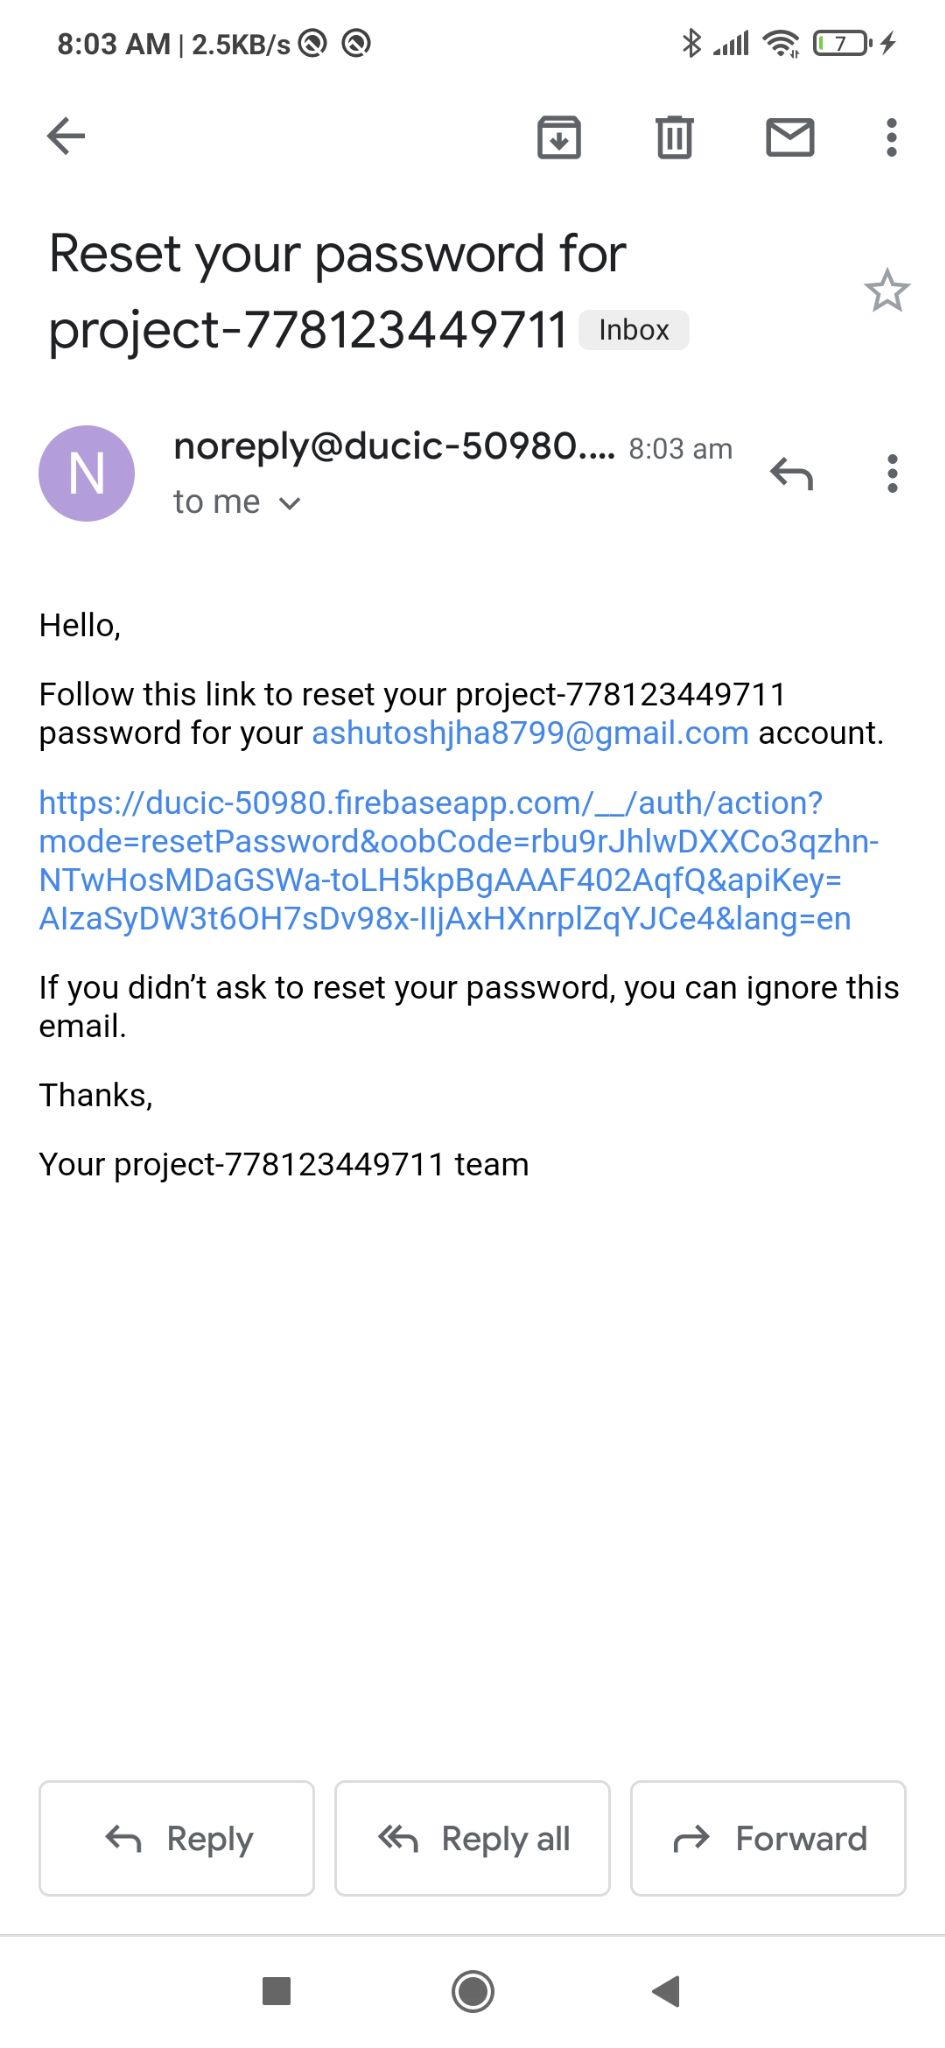 8:03 AM | 2.5KB/s
7
Reset your password for
project-778123449711 Inbox
N
noreply@ducic-50980.... 8:03 am
to me
Hello,
Follow this link to reset your project-778123449711
password for your ashutoshjha8799@gmail.com account.
https://ducic-50980.firebaseapp.com/__/auth/action?
mode=resetPassword&oobCode=rbu9rJhlwDXXCo3qzhn-
NTwHosMDaGSWa-toLH5kpBgAAAF402AqfQ&apiKey=
AIzaSyDW3t6OH7sDv98x-IIjAxHXnrplZqYJCe4&lang=en
If you didn’t ask to reset your password, you can ignore this
email.
Thanks,
Your project-778123449711 team
Reply
Reply all
Forward